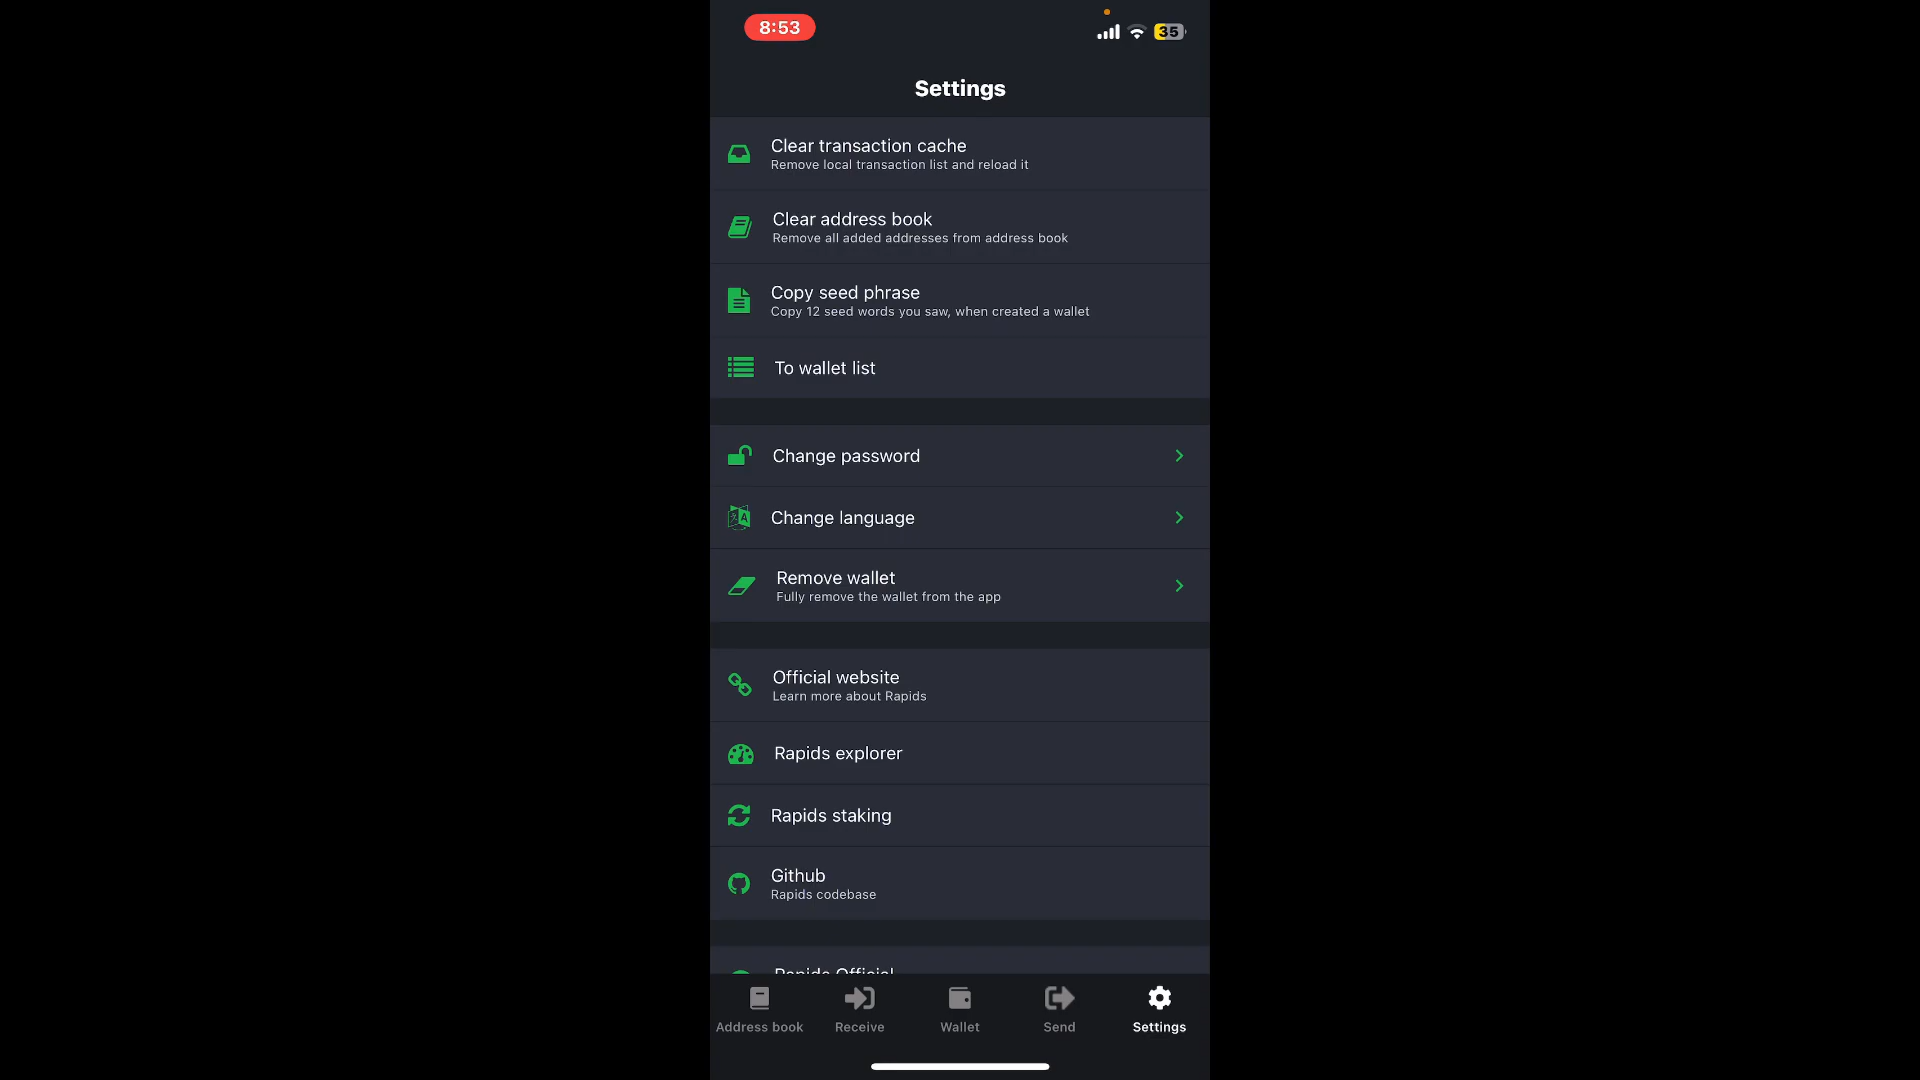 8:53
35
Settings
Clear transaction cache
Remove local transaction list and reload it
Clear address book
Remove all added addresses from address book
Copy seed phrase
Copy 12 seed words you saw, when created a wallet
To wallet list
Change password
Change language
Remove wallet
Fully remove the wallet from the app
Official website
Learn more about Rapids
Rapids explorer
Rapids staking
Github
Rapids codebase
Rapids Official
Address book
Receive
Wallet
Send
Settings